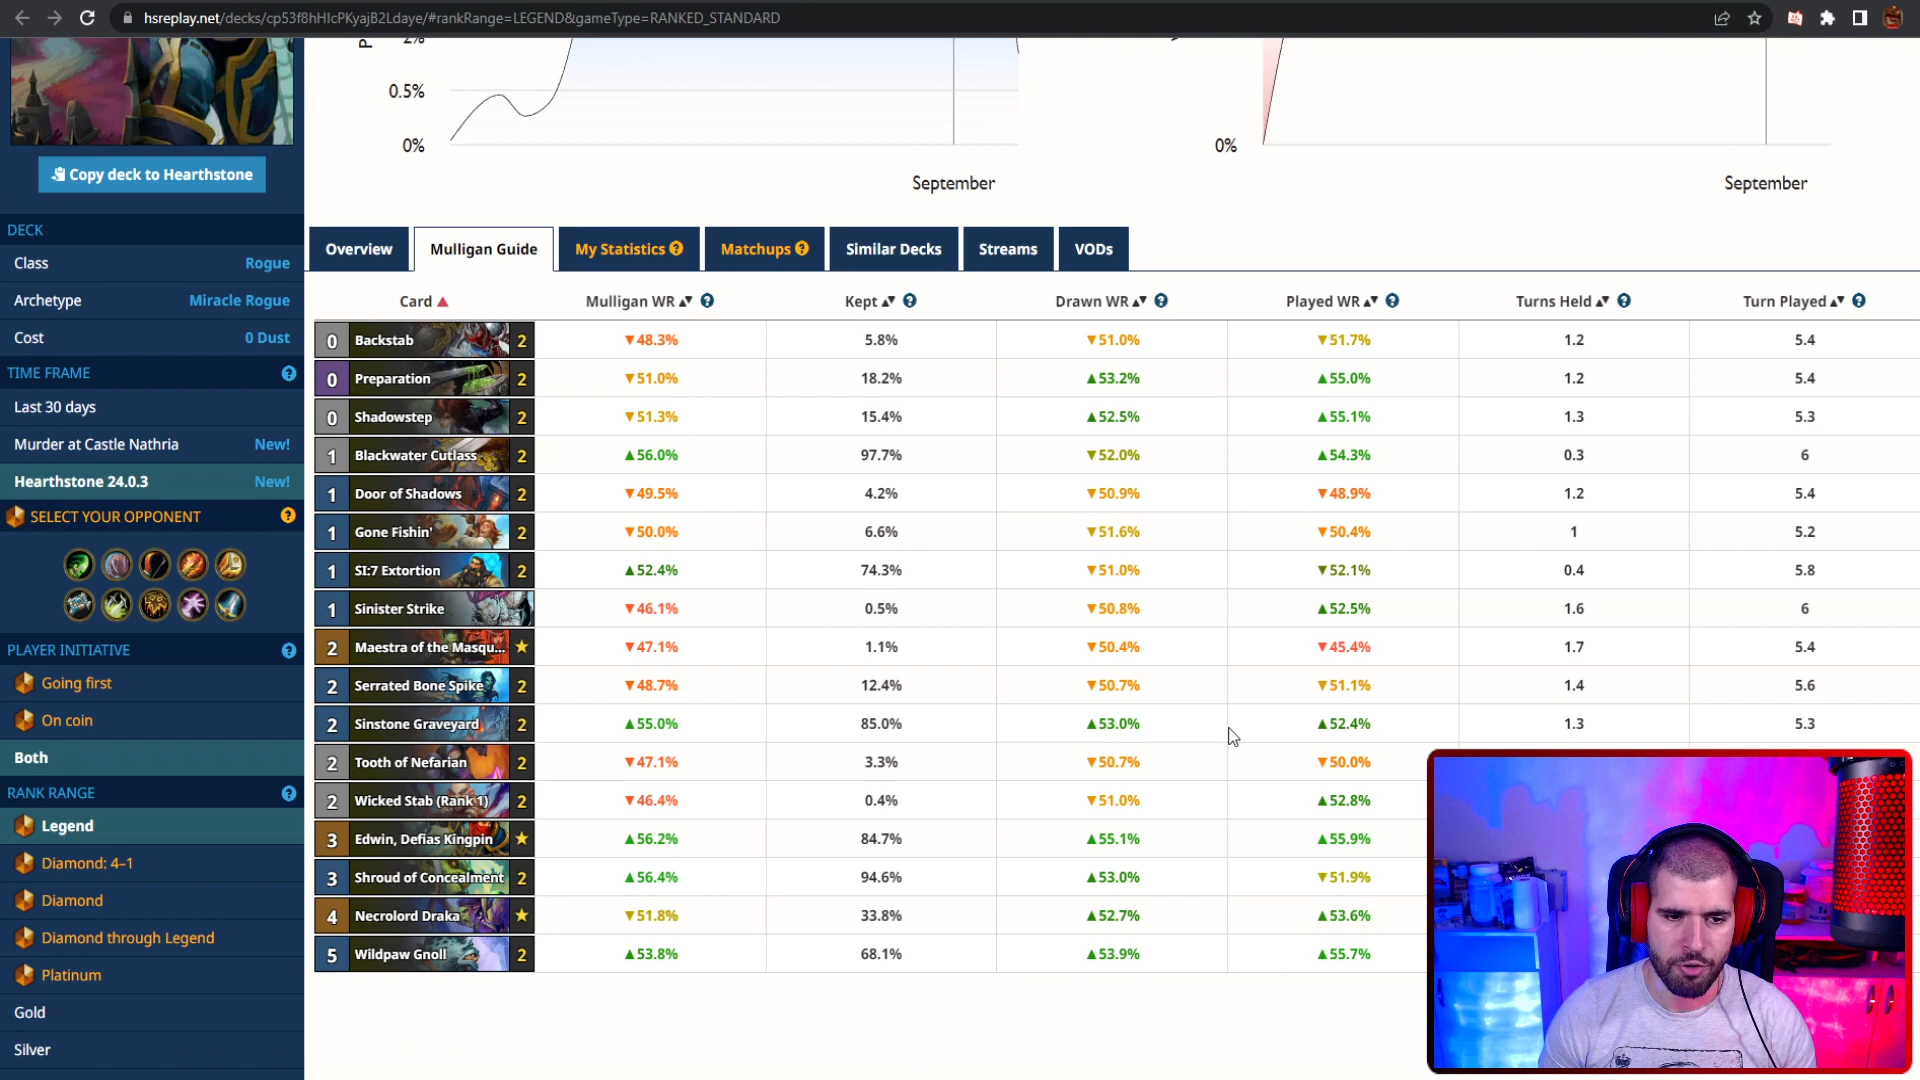 hsreplay.net/decks/cp53f8hHIcPKyajB2Ldaye/#rankRange=LEGEND&gameType=RANKED_STANDARD
0.5%
0%
September
0%
September
Copy deck to Hearthstone
DECK
Class Rogue
Archetype Miracle Rogue
Cost 0 Dust
TIME FRAME ?
Last 30 days
Murder at Castle Nathria New!
Hearthstone 24.0.3 New!
SELECT YOUR OPPONENT ?
PLAYER INITIATIVE ?
Going first
On coin
Both
RANK RANGE ?
Legend
Diamond: 4–1
Diamond
Diamond through Legend
Platinum
Gold
Silver
Overview Mulligan Guide My Statistics ? Matchups ? Similar Decks Streams VODs
Card ▲ Mulligan WR ▲▼ ? Kept ▲▼ ? Drawn WR ▲▼ ? Played WR ▲▼ ? Turns Held ▲▼ ? Turn Played ▲▼ ?
0 Backstab 2 ▼48.3% 5.8% ▼51.0% ▼51.7% 1.2 5.4
0 Preparation 2 ▼51.0% 18.2% ▲53.2% ▲55.0% 1.2 5.4
0 Shadowstep 2 ▼51.3% 15.4% ▲52.5% ▲55.1% 1.3 5.3
1 Blackwater Cutlass 2 ▲56.0% 97.7% ▼52.0% ▲54.3% 0.3 6
1 Door of Shadows 2 ▼49.5% 4.2% ▼50.9% ▼48.9% 1.2 5.4
1 Gone Fishin' 2 ▼50.0% 6.6% ▼51.6% ▼50.4% 1 5.2
1 SI:7 Extortion 2 ▲52.4% 74.3% ▼51.0% ▼52.1% 0.4 5.8
1 Sinister Strike ▼46.1% 0.5% ▼50.8% ▲52.5% 1.6 6
2 Maestra of the Masqu... ★ ▼47.1% 1.1% ▼50.4% ▼45.4% 1.7 5.4
2 Serrated Bone Spike 2 ▼48.7% 12.4% ▼50.7% ▼51.1% 1.4 5.6
2 Sinstone Graveyard 2 ▲55.0% 85.0% ▲53.0% ▲52.4% 1.3 5.3
2 Tooth of Nefarian 2 ▼47.1% 3.3% ▼50.7% ▼50.0%
2 Wicked Stab (Rank 1) 2 ▼46.4% 0.4% ▼51.0% ▲52.8%
3 Edwin, Defias Kingpin ★ ▲56.2% 84.7% ▲55.1% ▲55.9%
3 Shroud of Concealment 2 ▲56.4% 94.6% ▲53.0% ▼51.9%
4 Necrolord Draka ★ ▼51.8% 33.8% ▲52.7% ▲53.6%
5 Wildpaw Gnoll 2 ▲53.8% 68.1% ▲53.9% ▲55.7%